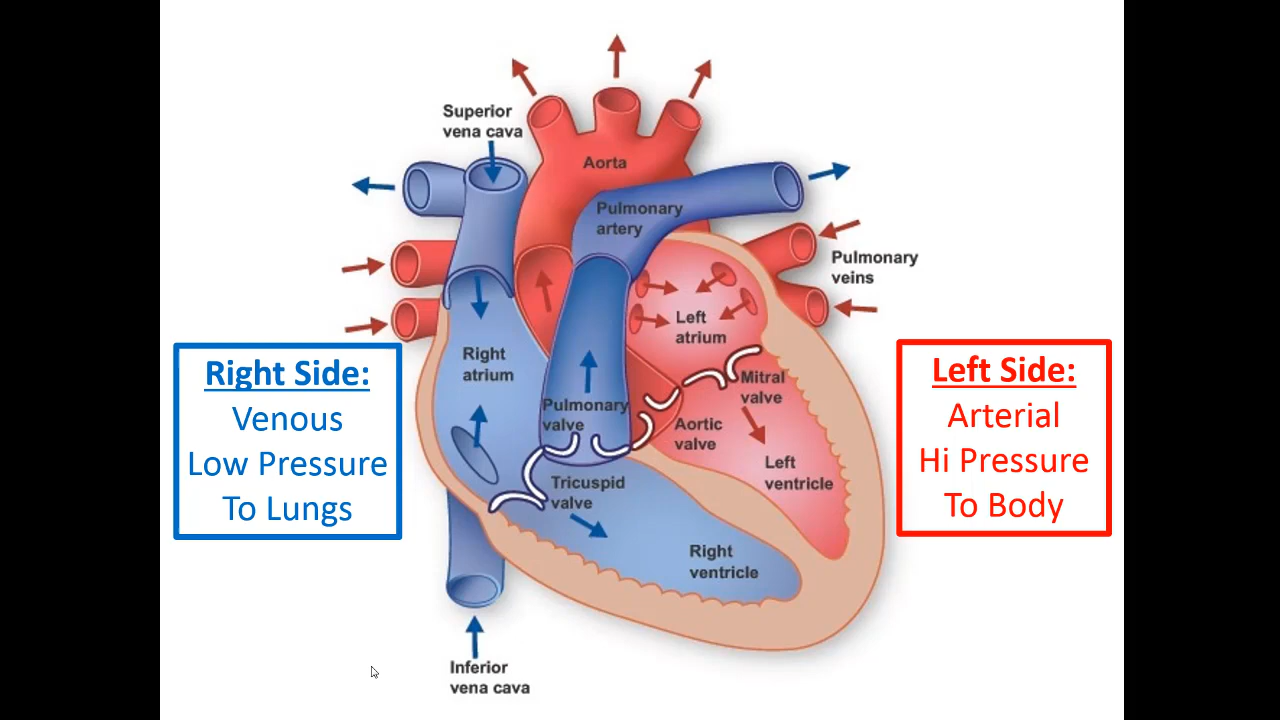 Superior
vena cava
Aorta
Pulmonary
artery
Pulmonary
veins
Left
atrium
Right
atrium
Mitral
valve
Pulmonary
valve
Aortic
valve
Left
ventricle
Tricuspid
valve
Right
ventricle
Inferior
vena cava
Right Side:
Venous
Low Pressure
To Lungs
Left Side:
Arterial
Hi Pressure
To Body